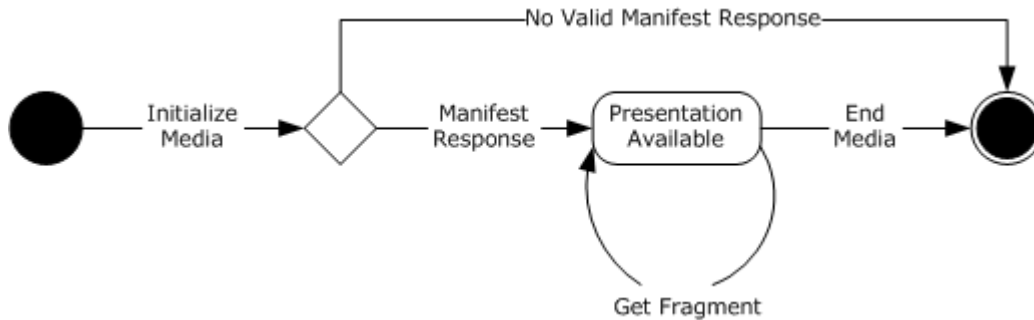 No Valid Manifest Response
Initialize
Media
Manifest
Response
Presentation
Available
End
Media
Get Fragment